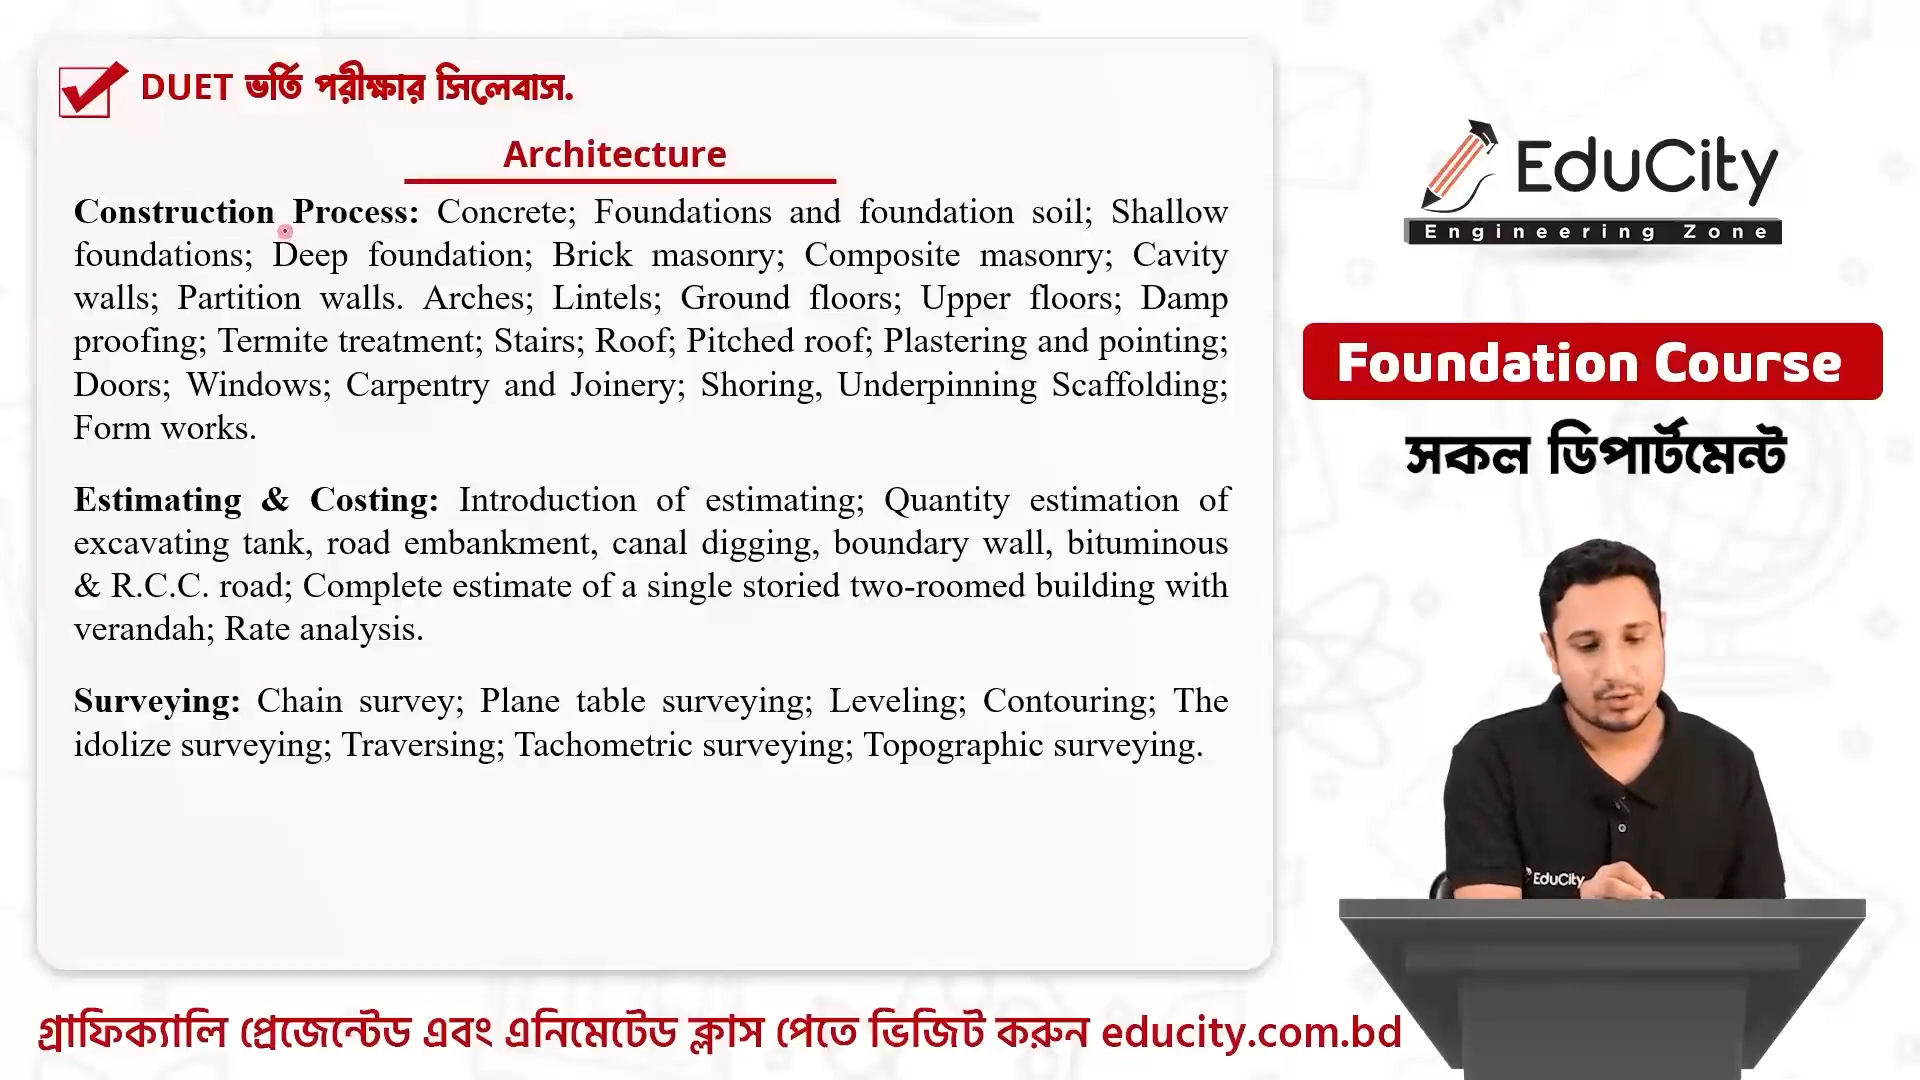 DUET ভর্তি পরীক্ষার সিলেবাস.
Architecture
Construction Process: Concrete; Foundations and foundation soil; Shallow
foundations; Deep foundation; Brick masonry; Composite masonry; Cavity
walls; Partition walls. Arches; Lintels; Ground floors; Upper floors; Damp
proofing; Termite treatment; Stairs; Roof; Pitched roof; Plastering and pointing;
Doors; Windows; Carpentry and Joinery; Shoring, Underpinning Scaffolding;
Form works.
Estimating & Costing: Introduction of estimating; Quantity estimation of
excavating tank, road embankment, canal digging, boundary wall, bituminous
& R.C.C. road; Complete estimate of a single storied two-roomed building with
verandah; Rate analysis.
Surveying: Chain survey; Plane table surveying; Leveling; Contouring; The
idolize surveying; Traversing; Tachometric surveying; Topographic surveying.
EduCity
Engineering Zone
Foundation Course
সকল ডিপার্টমেন্ট
EduCity
গ্রাফিক্যালি প্রেজেন্টেড এবং এনিমেটেড ক্লাস পেতে ভিজিট করুন educity.com.bd